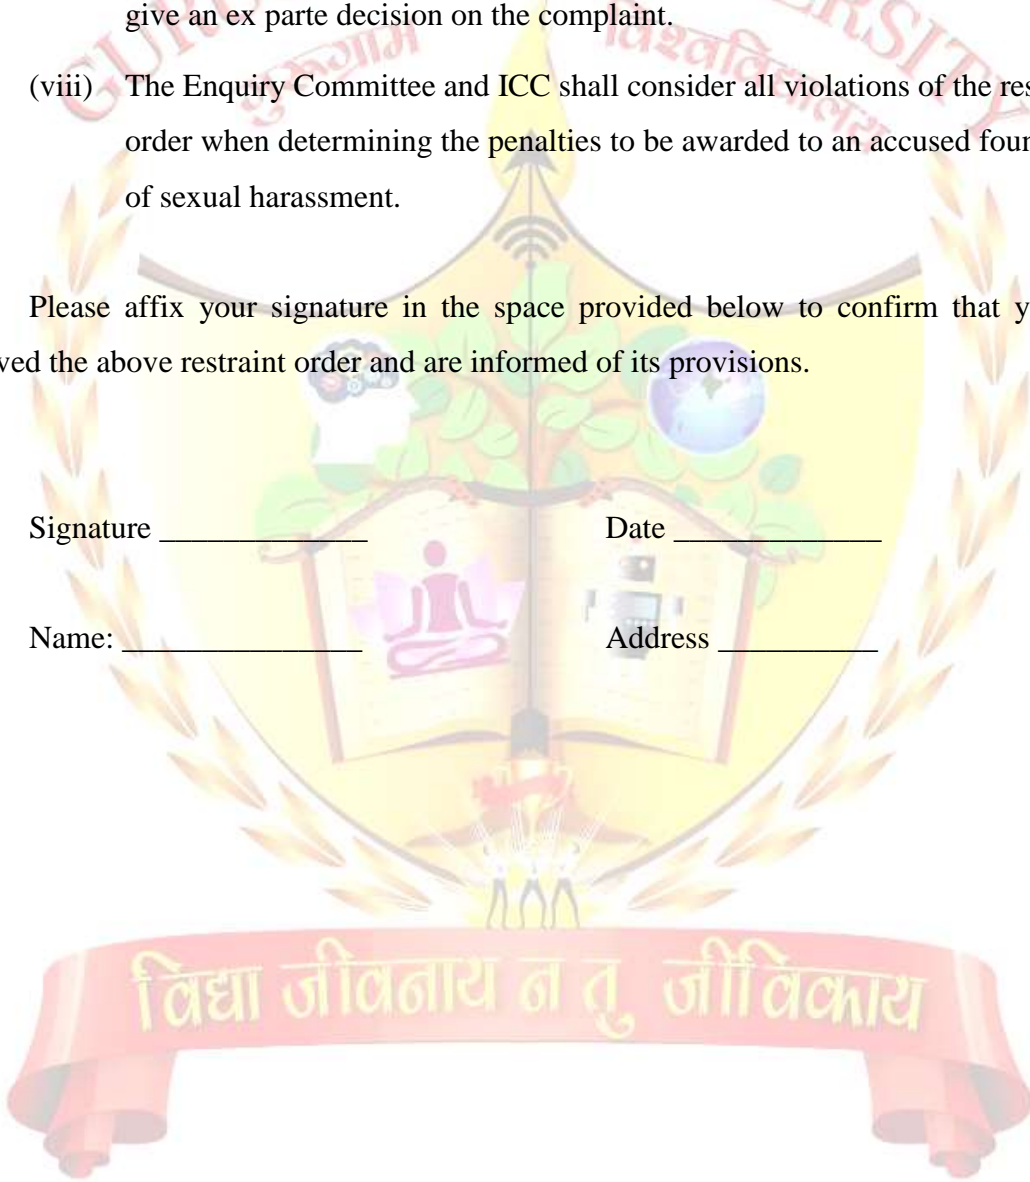 give an ex parte decision on the complaint.
(viii) The Enquiry Committee and ICC shall consider all violations of the res
order when determining the penalties to be awarded to an accused foun
of sexual harassment.
Please affix your signature in the space provided below to confirm that y
ved the above restraint order and are informed of its provisions.
Signature _____________ Date _____________
Name: _______________ Address __________
विद्या जीवनाय न तु जीविकाय